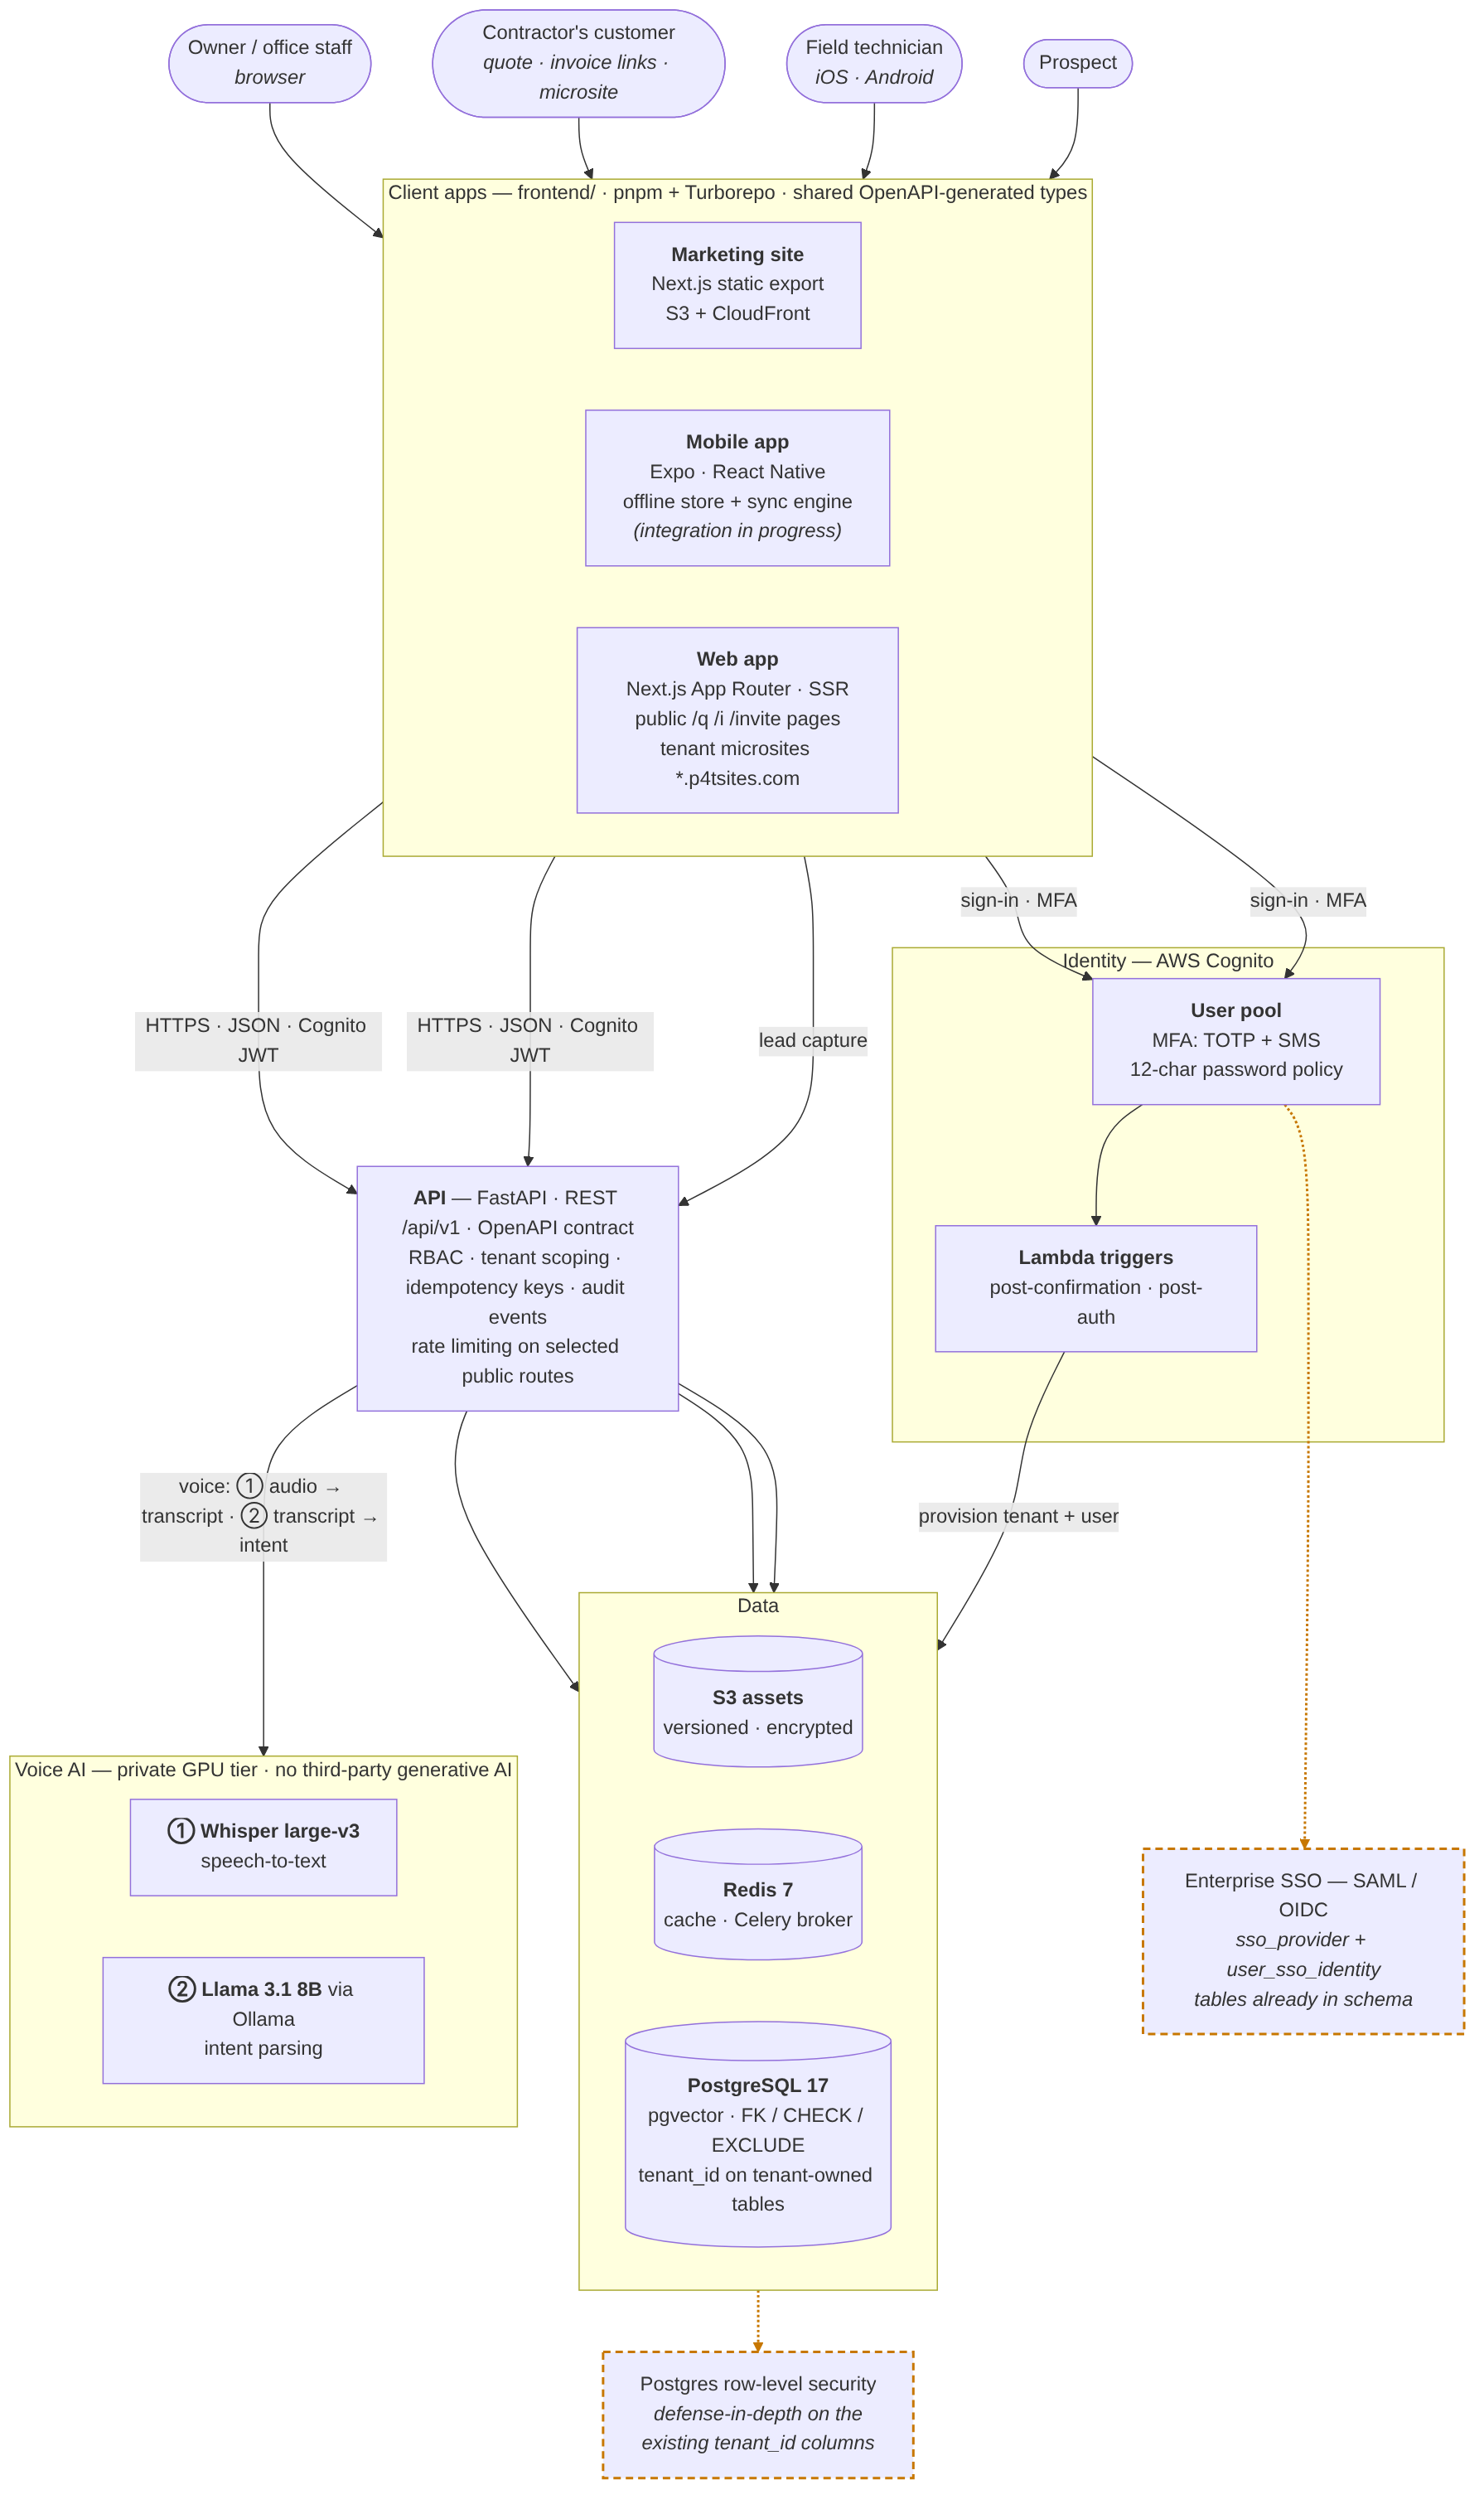 Owner / office staff
browser
Contractor's customer
quote · invoice links ·
microsite
Field technician
iOS · Android
Prospect
Client apps — frontend/ · pnpm + Turborepo · shared OpenAPI-generated types
Marketing site
Next.js static export
S3 + CloudFront
Mobile app
Expo · React Native
offline store + sync engine
(integration in progress)
Web app
Next.js App Router · SSR
public /q /i /invite pages
tenant microsites
*.p4tsites.com
sign-in · MFA
sign-in · MFA
HTTPS · JSON · Cognito
JWT
HTTPS · JSON · Cognito
JWT
lead capture
Identity — AWS Cognito
User pool
MFA: TOTP + SMS
12-char password policy
Lambda triggers
post-confirmation · post-
auth
API — FastAPI · REST
/api/v1 · OpenAPI contract
RBAC · tenant scoping ·
idempotency keys · audit
events
rate limiting on selected
public routes
voice: ① audio →
transcript · ② transcript →
intent
provision tenant + user
Data
S3 assets
versioned · encrypted
Redis 7
cache · Celery broker
PostgreSQL 17
pgvector · FK / CHECK /
EXCLUDE
tenant_id on tenant-owned
tables
Voice AI — private GPU tier · no third-party generative AI
① Whisper large-v3
speech-to-text
② Llama 3.1 8B via
Ollama
intent parsing
Enterprise SSO — SAML /
OIDC
sso_provider +
user_sso_identity
tables already in schema
Postgres row-level security
defense-in-depth on the
existing tenant_id columns